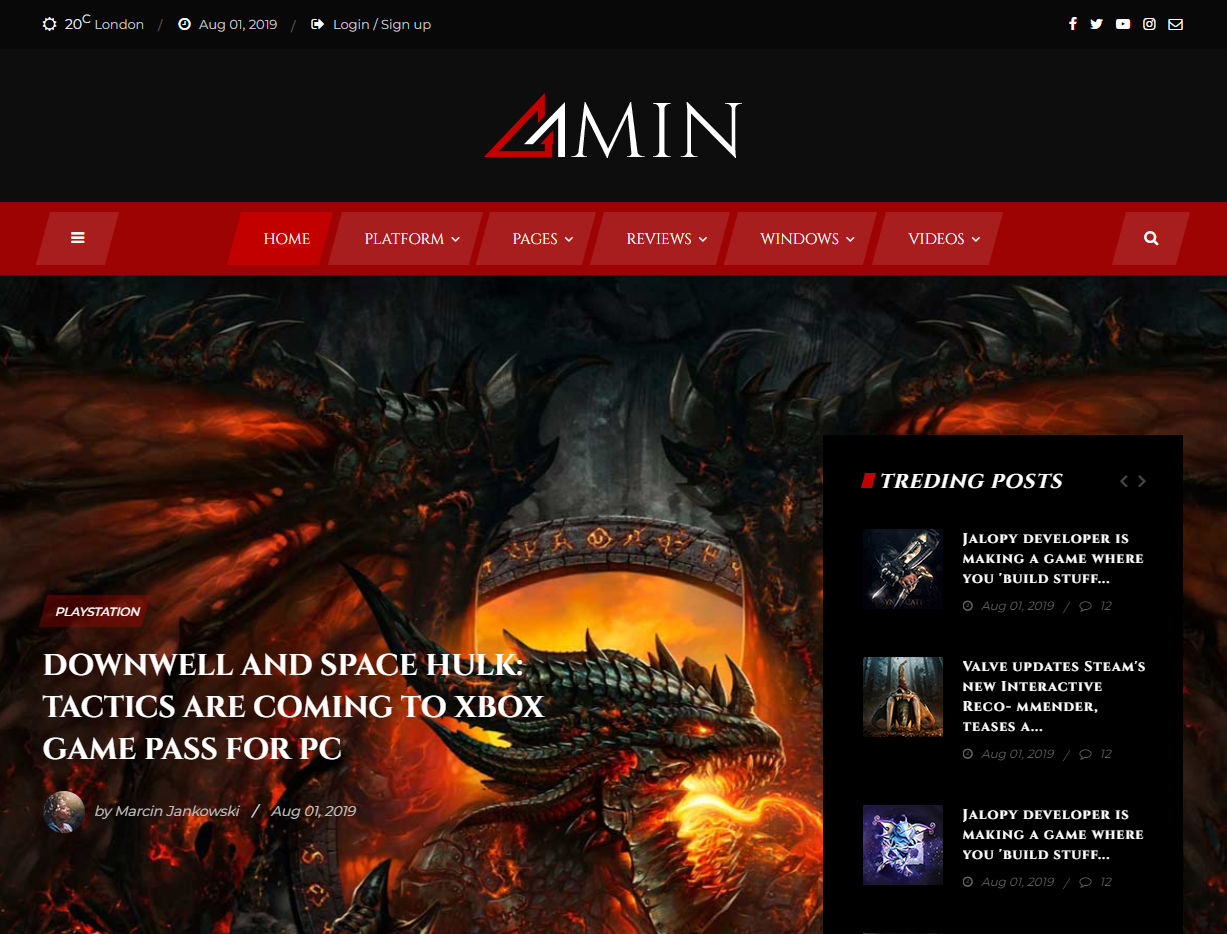 20C London / Aug 01, 2019 / Login / Sign up
AMIN
HOME PLATFORM PAGES REVIEWS WINDOWS VIDEOS
PLAYSTATION
DOWNWELL AND SPACE HULK:
TACTICS ARE COMING TO XBOX
GAME PASS FOR PC
by Marcin Jankowski / Aug 01, 2019
TREDING POSTS
Jalopy developer is
making a game where
you 'build stuff...
Aug 01, 2019 / 12
Valve updates Steam's
new Interactive
Reco- mmender,
teases a...
Aug 01, 2019 / 12
Jalopy developer is
making a game where
you 'build stuff...
Aug 01, 2019 / 12